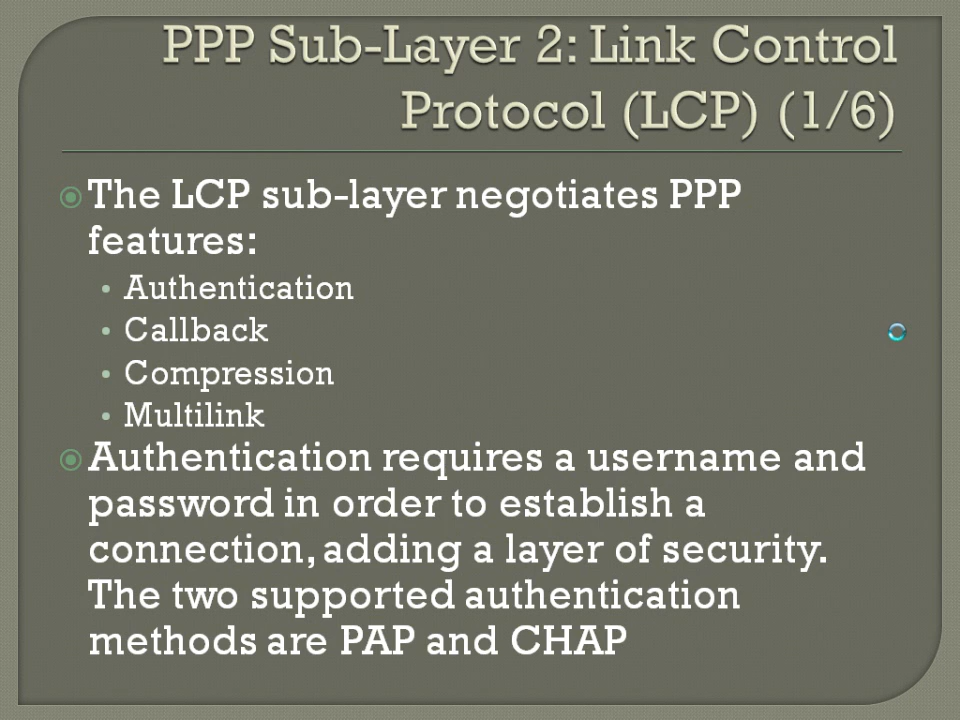 PPP Sub-Layer 2: Link Control
Protocol (LCP) (1/6)
The LCP sub-layer negotiates PPP
features:
• Authentication
• Callback
• Compression
• Multilink
Authentication requires a username and
password in order to establish a
connection, adding a layer of security.
The two supported authentication
methods are PAP and CHAP